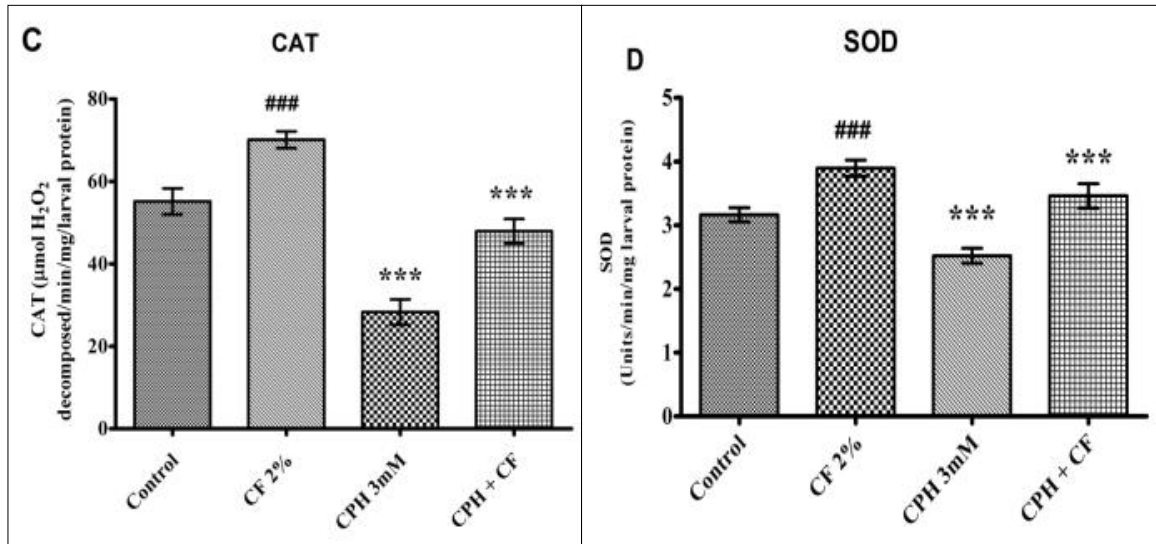 C
CAT
CAT (µmol H₂O₂
decomposed/min/mg/larval protein)
80
60
40
20
0
###
***
***
Control
CF 2%
CPH 3mM
CPH + CF
D
SOD
SOD
(Units/min/mg larval protein)
5
4
3
2
1
0
###
***
***
Control
CF 2%
CPH 3mM
CPH + CF